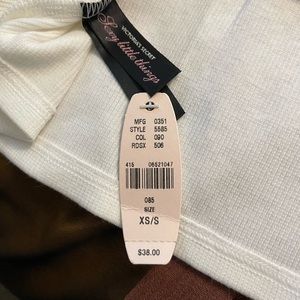 VICTORIA'S SECRET
Sexy little things
MFG 0351
STYLE 5585
COL 090
RDSX 506
415 06521047
085
SIZE
XS/S
$38.00